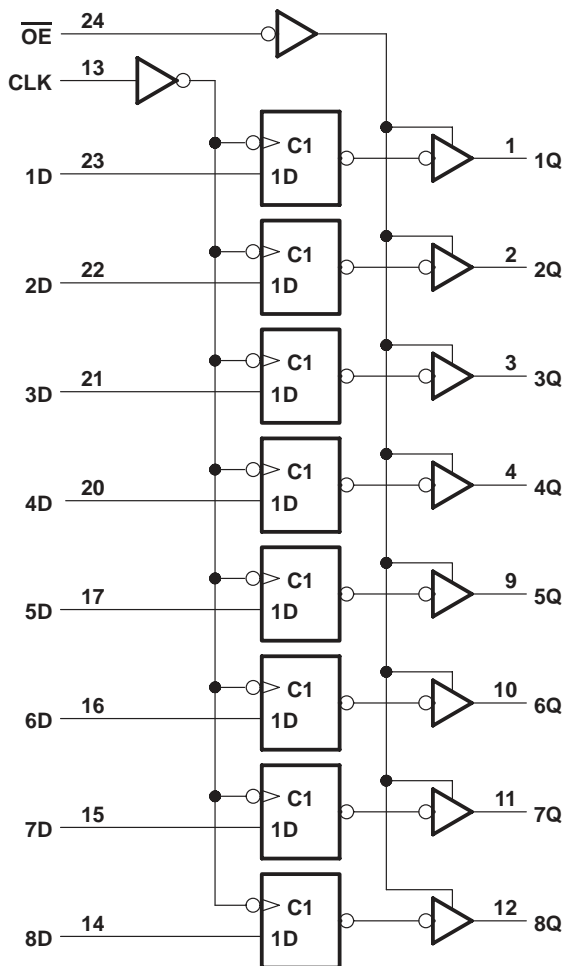 OE 24
CLK 13
C1
1D 23 1D 1 1Q
C1
2D 22 1D 2 2Q
C1
3D 21 1D 3 3Q
C1
4D 20 1D 4 4Q
C1
5D 17 1D 9 5Q
C1
6D 16 1D 10 6Q
C1
7D 15 1D 11 7Q
C1
8D 14 1D 12 8Q